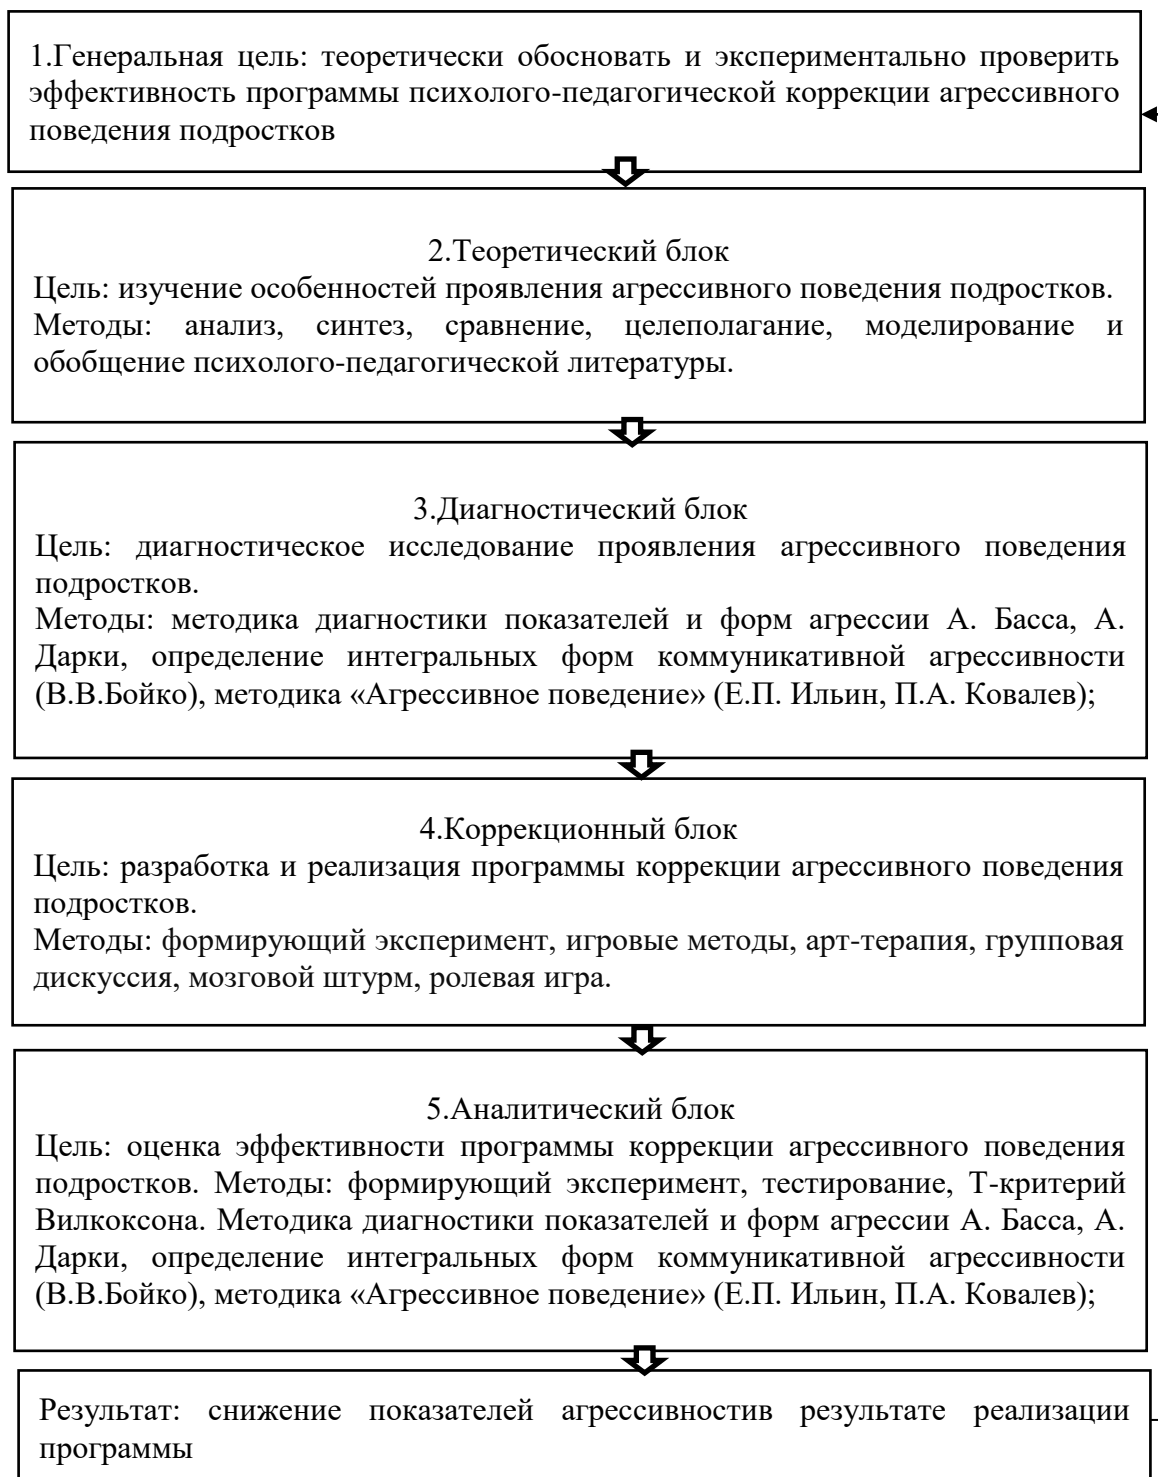 1.Генеральная цель: теоретически обосновать и экспериментально проверить
эффективность программы психолого-педагогической коррекции агрессивного
поведения подростков
2.Теоретический блок
Цель: изучение особенностей проявления агрессивного поведения подростков.
Методы: анализ, синтез, сравнение, целеполагание, моделирование и
обобщение психолого-педагогической литературы.
3.Диагностический блок
Цель: диагностическое исследование проявления агрессивного поведения
подростков.
Методы: методика диагностики показателей и форм агрессии А. Басса, А.
Дарки, определение интегральных форм коммуникативной агрессивности
(В.В.Бойко), методика «Агрессивное поведение» (Е.П. Ильин, П.А. Ковалев);
4.Коррекционный блок
Цель: разработка и реализация программы коррекции агрессивного поведения
подростков.
Методы: формирующий эксперимент, игровые методы, арт-терапия, групповая
дискуссия, мозговой штурм, ролевая игра.
5.Аналитический блок
Цель: оценка эффективности программы коррекции агрессивного поведения
подростков. Методы: формирующий эксперимент, тестирование, Т-критерий
Вилкоксона. Методика диагностики показателей и форм агрессии А. Басса, А.
Дарки, определение интегральных форм коммуникативной агрессивности
(В.В.Бойко), методика «Агрессивное поведение» (Е.П. Ильин, П.А. Ковалев);
Результат: снижение показателей агрессивностив результате реализации
программы